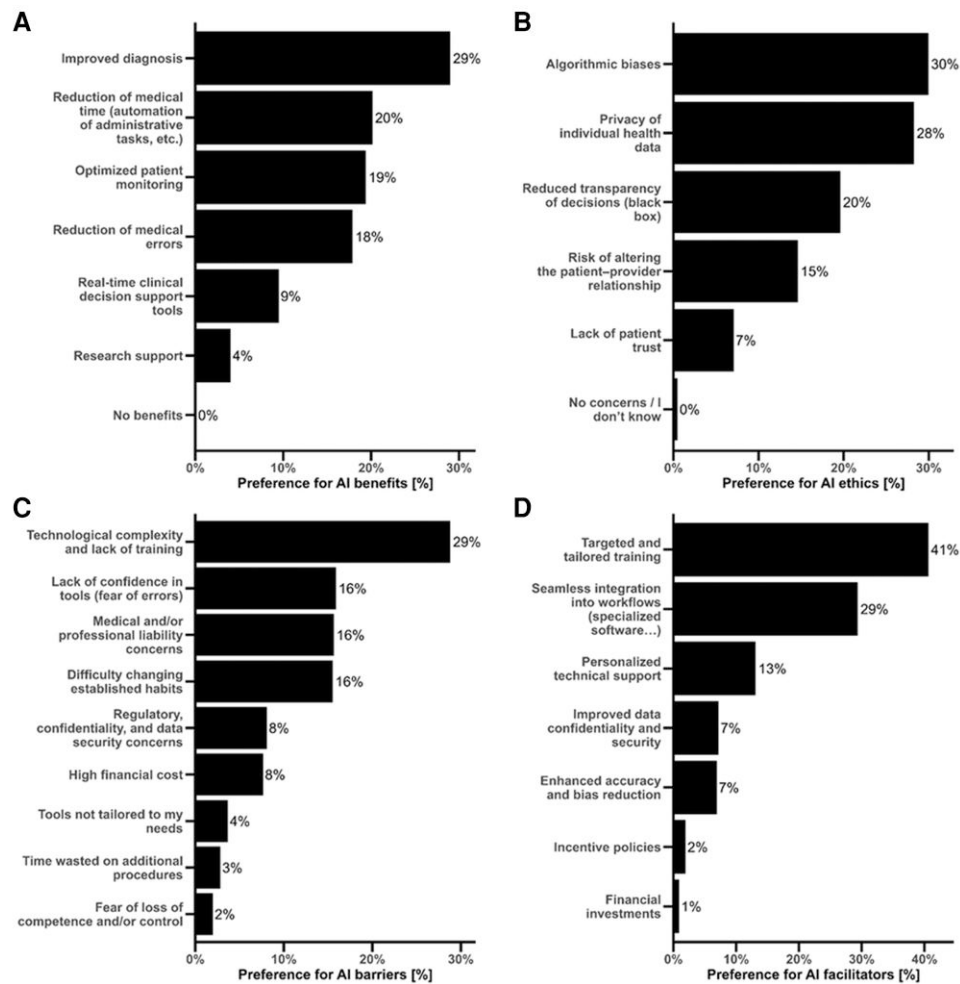 A
Improved diagnosis
29%
Reduction of medical
time (automation
of administrative
tasks, etc.)
20%
Optimized patient
monitoring
19%
Reduction of medical
errors
18%
Real-time clinical
decision support
tools
9%
Research support
4%
No benefits
0%
0% 10% 20% 30%
Preference for AI benefits [%]
B
Algorithmic biases
30%
Privacy of
individual health
data
28%
Reduced transparency
of decisions (black
box)
20%
Risk of altering
the patient–provider
relationship
15%
Lack of patient
trust
7%
No concerns / I
don't know
0%
0% 10% 20% 30%
Preference for AI ethics [%]
C
Technological complexity
and lack of training
29%
Lack of confidence in
tools (fear of errors)
16%
Medical and/or
professional liability
concerns
16%
Difficulty changing
established habits
16%
Regulatory,
confidentiality, and data
security concerns
8%
High financial cost
8%
Tools not tailored to my
needs
4%
Time wasted on additional
procedures
3%
Fear of loss of
competence and/or control
2%
0% 10% 20% 30%
Preference for AI barriers [%]
D
Targeted and
tailored training
41%
Seamless integration
into workflows
(specialized
software...)
29%
Personalized
technical support
13%
Improved data
confidentiality and
security
7%
Enhanced accuracy
and bias reduction
7%
Incentive policies
2%
Financial
investments
1%
0% 10% 20% 30% 40%
Preference for AI facilitators [%]